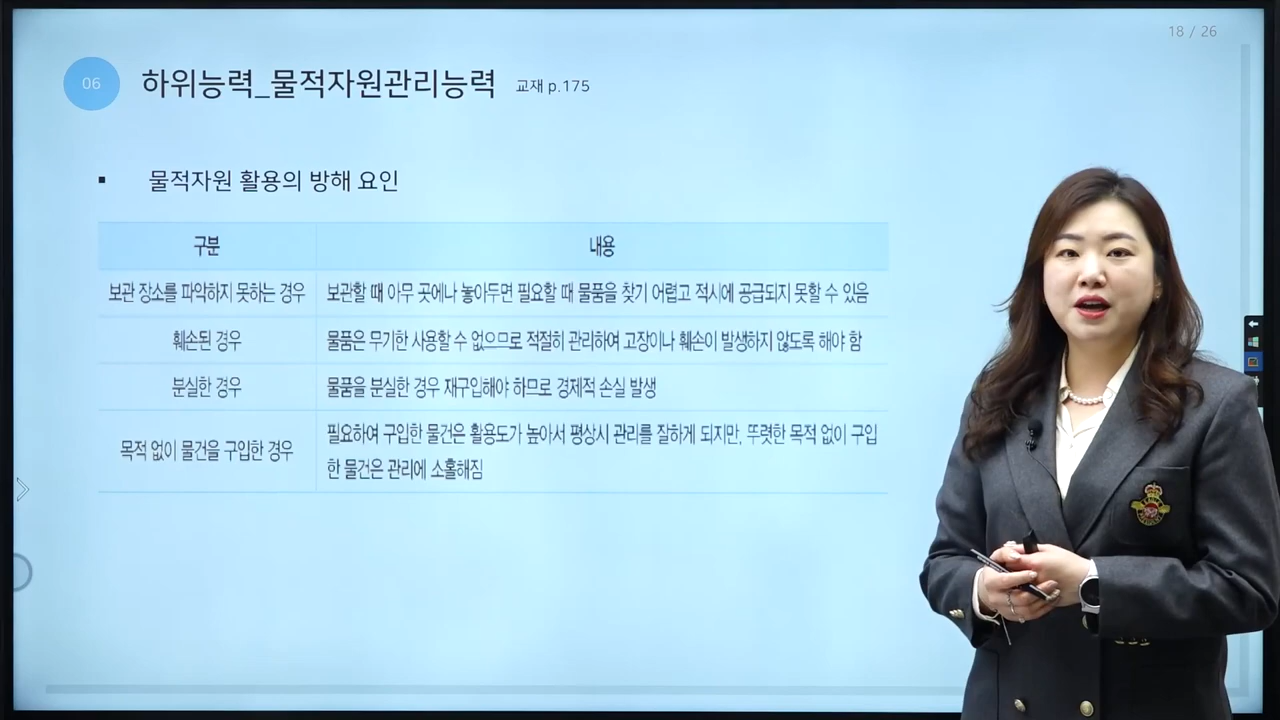 18 / 26
06
하위능력_물적자원관리능력 교재 p.175
▪ 물적자원 활용의 방해 요인
구분 내용
보관 장소를 파악하지 못하는 경우 보관할 때 아무 곳에나 놓아두면 필요할 때 물품을 찾기 어렵고 적시에 공급되지 못할 수 있음
훼손된 경우 물품은 무기한 사용할 수 없으므로 적절히 관리하여 고장이나 훼손이 발생하지 않도록 해야 함
분실한 경우 물품을 분실한 경우 재구입해야 하므로 경제적 손실 발생
목적 없이 물건을 구입한 경우 필요하여 구입한 물건은 활용도가 높아서 평상시 관리를 잘하게 되지만, 뚜렷한 목적 없이 구입
한 물건은 관리에 소홀해짐